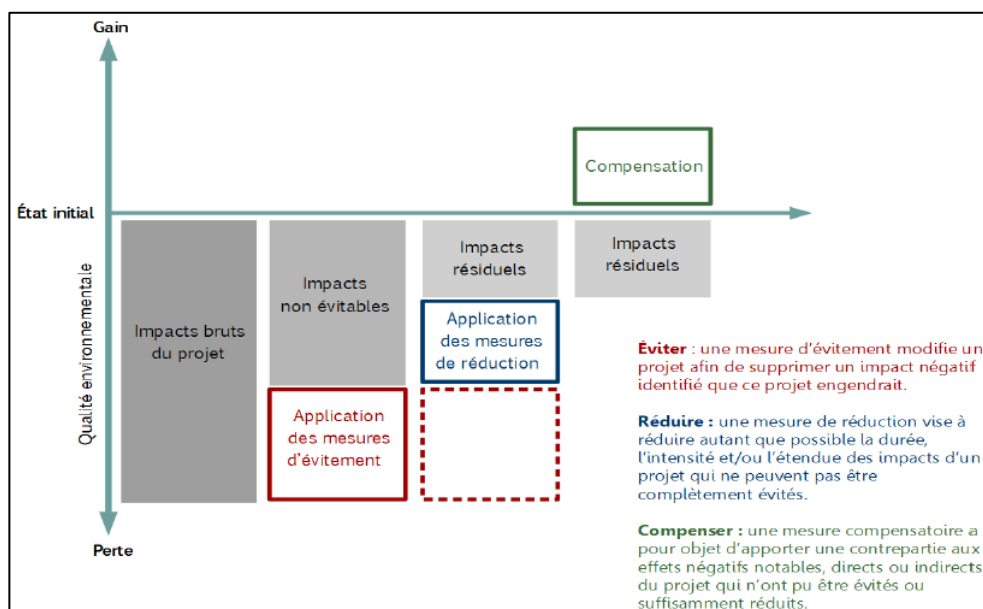 Gain
Compensation
État initial
Qualité environnementale
Impacts bruts
du projet
Impacts
non évitables
Application
des mesures
d'évitement
Impacts
résiduels
Application
des mesures
de réduction
Impacts
résiduels
Perte
Éviter : une mesure d'évitement modifie un
projet afin de supprimer un impact négatif
identifié que ce projet engendrait.
Réduire : une mesure de réduction vise à
réduire autant que possible la durée,
l'intensité et/ou l'étendue des impacts d'un
projet qui ne peuvent pas être
complètement évités.
Compenser : une mesure compensatoire a
pour objet d'apporter une contrepartie aux
effets négatifs notables, directs ou indirects
du projet qui n'ont pu être évités ou
suffisamment réduits.